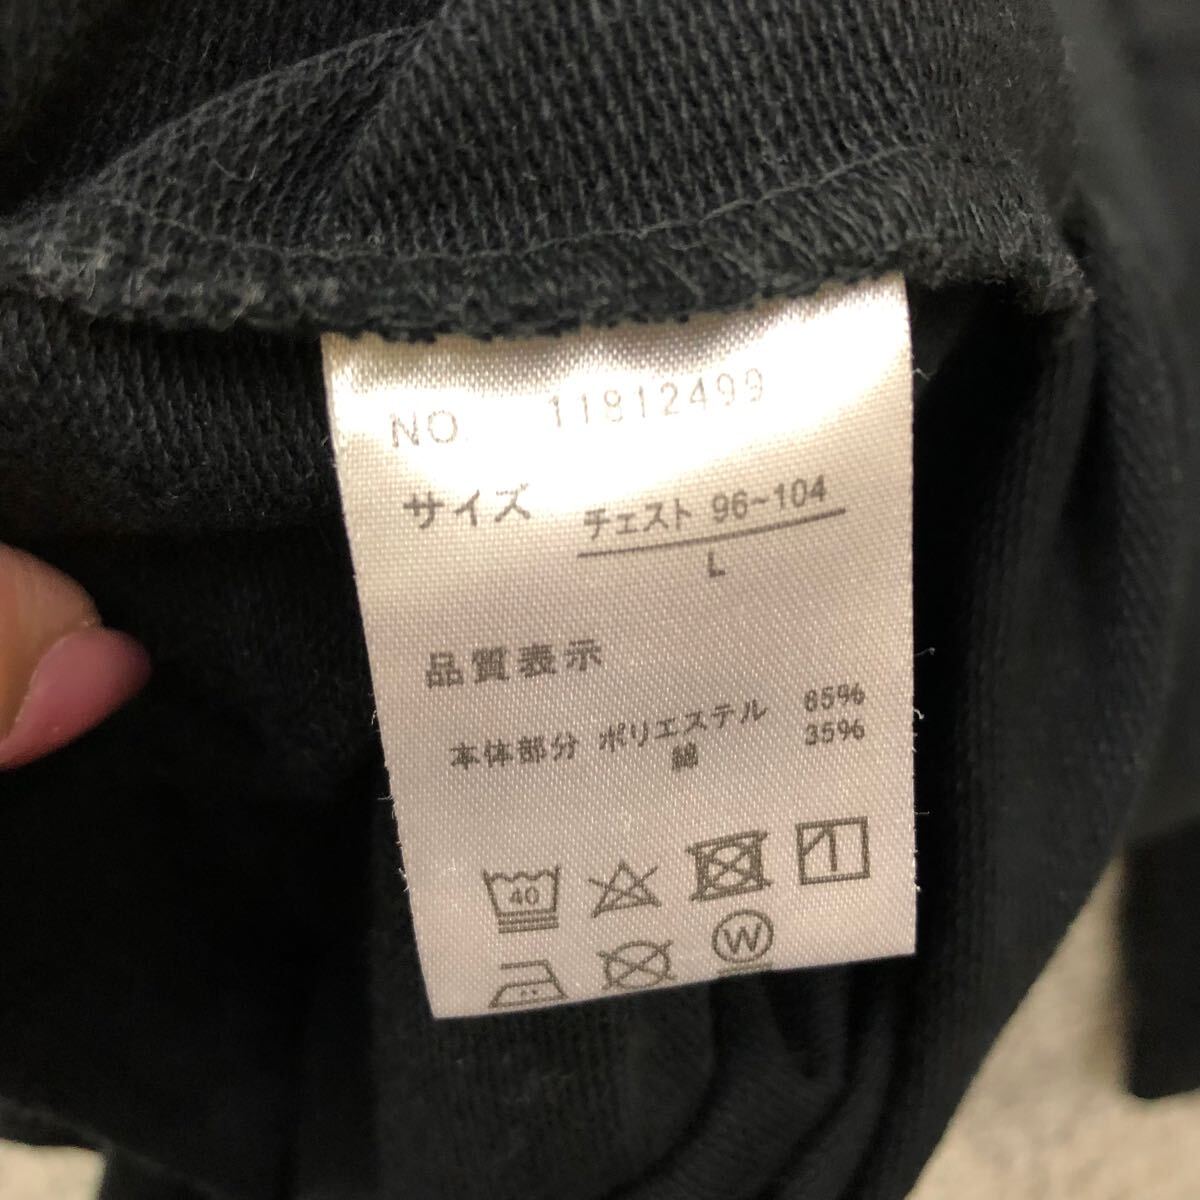 NO. 11812499
サイズ チェスト 96~104
L
品質表示
本体部分 ポリエステル 65%
綿 35%
40
W